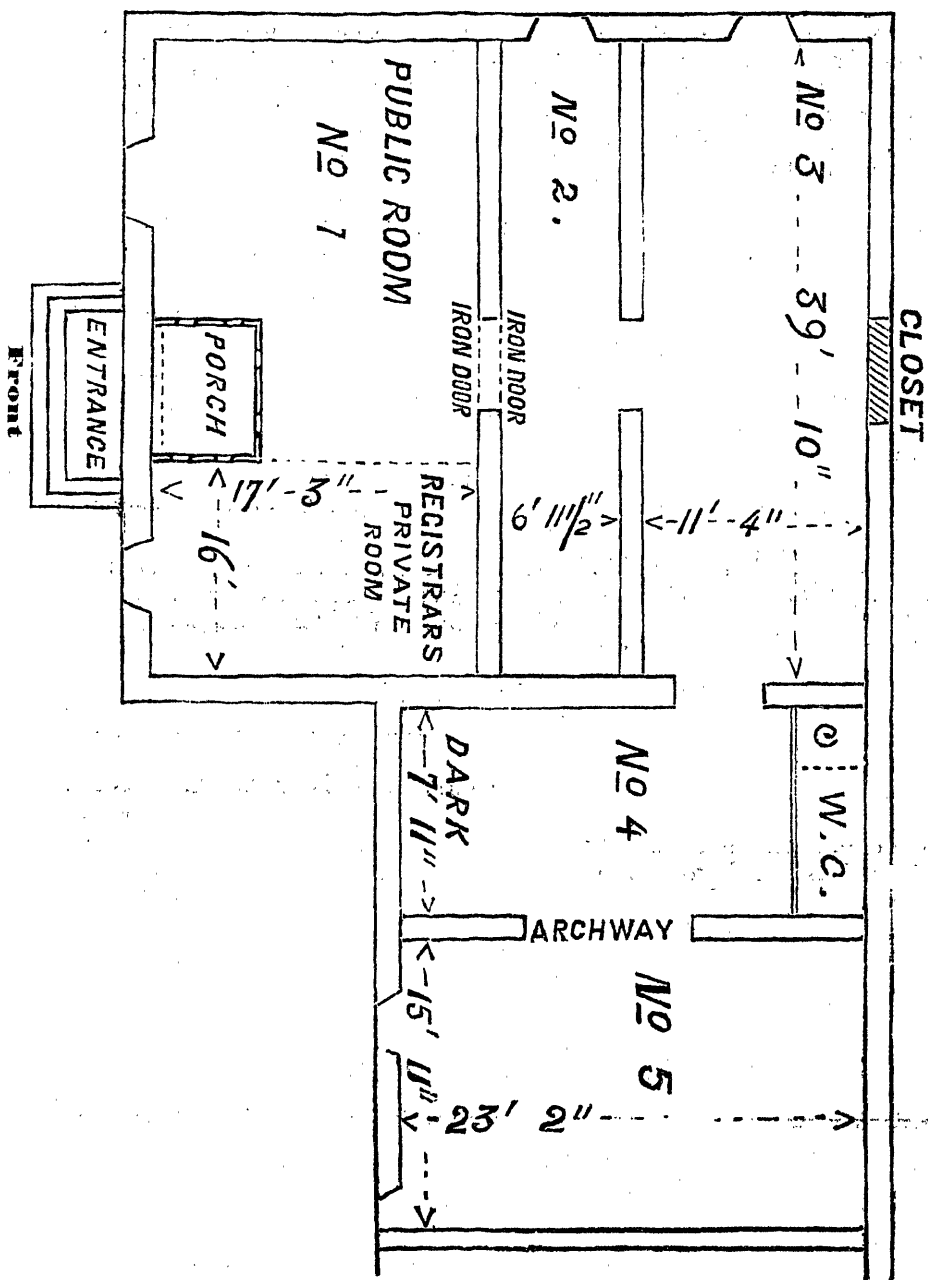 CLOSET
No 3 39' 10"
No 2.
PUBLIC ROOM
No 1
IRON DOOR
IRON DOOR
PORCH
ENTRANCE
Front
REGISTRARS
PRIVATE
ROOM
17' - 3"
16'
6' 11 1/2"
11' - 4"
W.C.
No 4
DARK
7' 11"
ARCHWAY
No 5
15' 11"
23' 2"